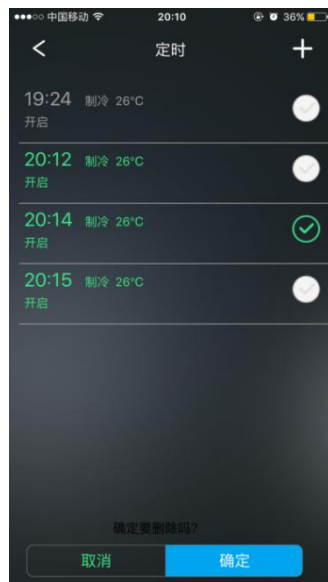 中国移动 20:10 36%
定时
19:24 制冷 26°C
开启
20:12 制冷 26°C
开启
20:14 制冷 26°C
开启
20:15 制冷 26°C
开启
确定要删除吗?
取消 确定